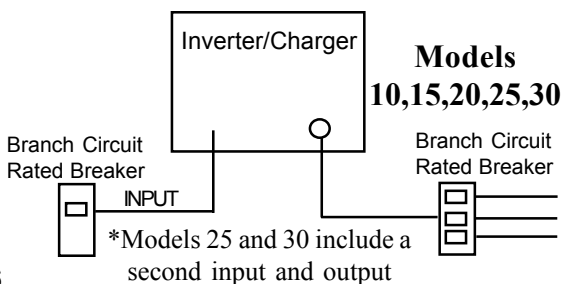 Inverter/Charger
Models
10,15,20,25,30
Branch Circuit
Rated Breaker
Branch Circuit
Rated Breaker
INPUT
*Models 25 and 30 include a
second input and output